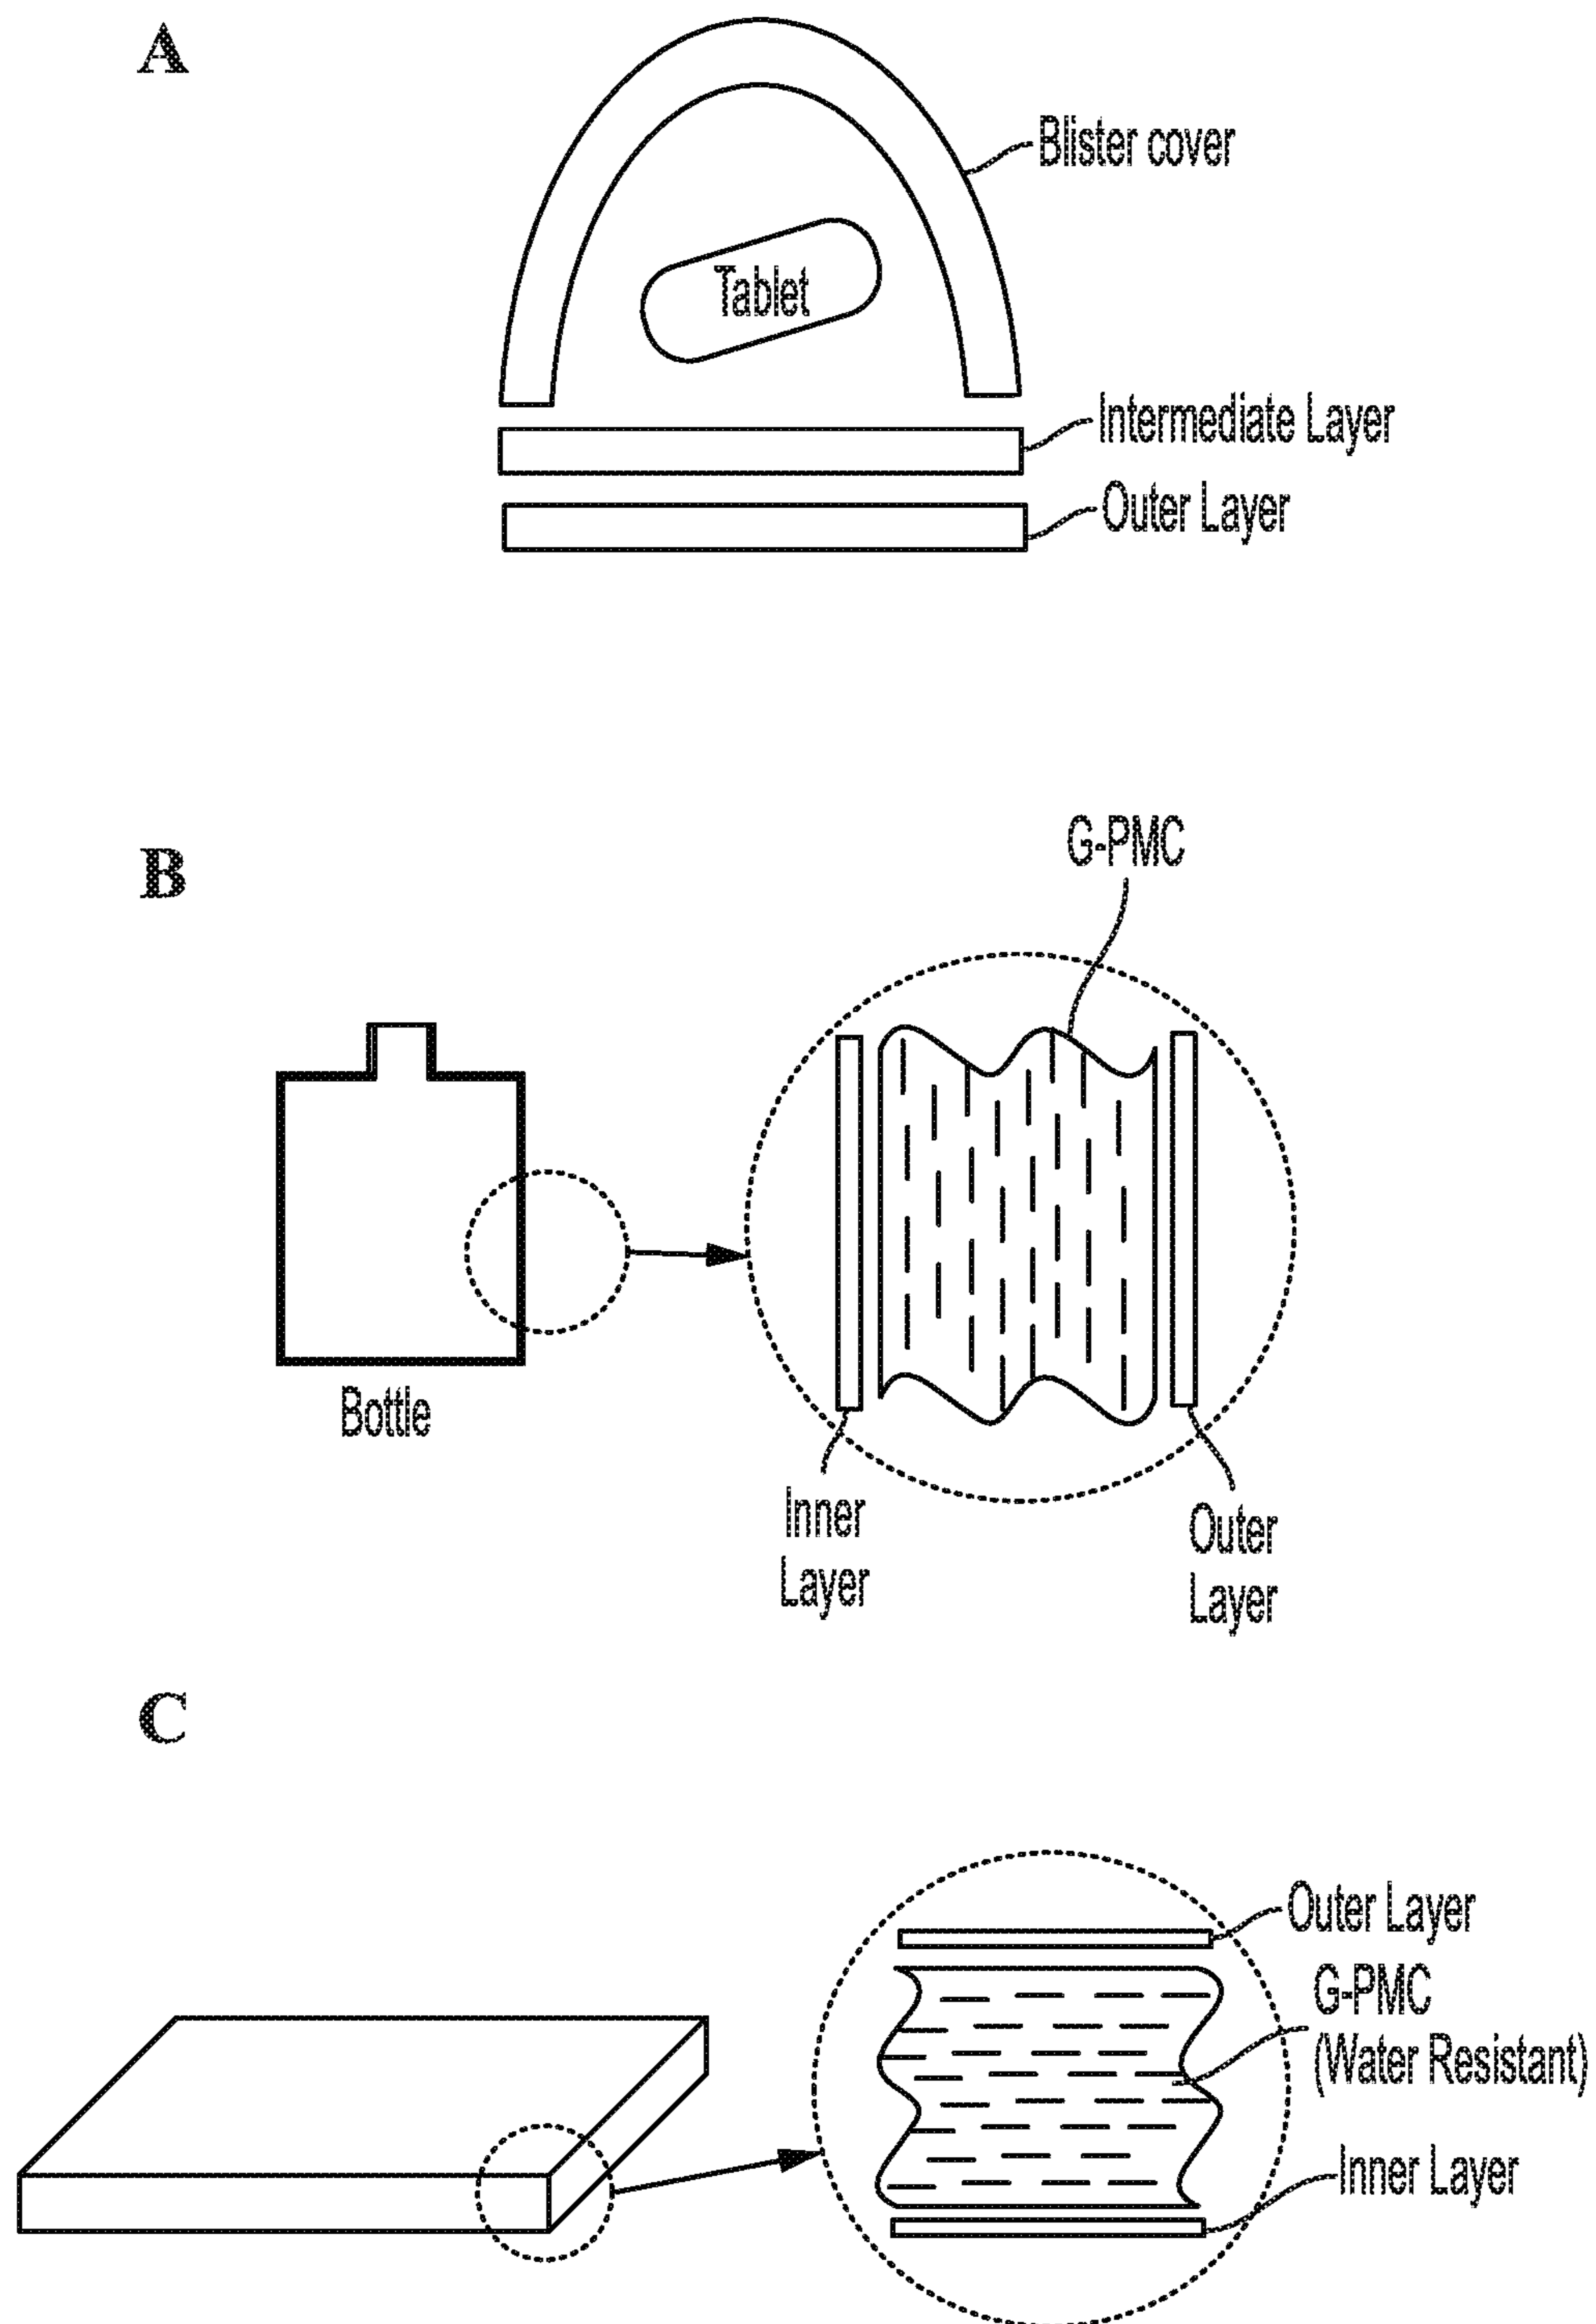 A
Blister cover
Tablet
Intermediate Layer
Outer Layer
B
G-PMC
Bottle
Inner
Layer
Outer
Layer
C
Outer Layer
G-PMC
(Water Resistant)
Inner Layer